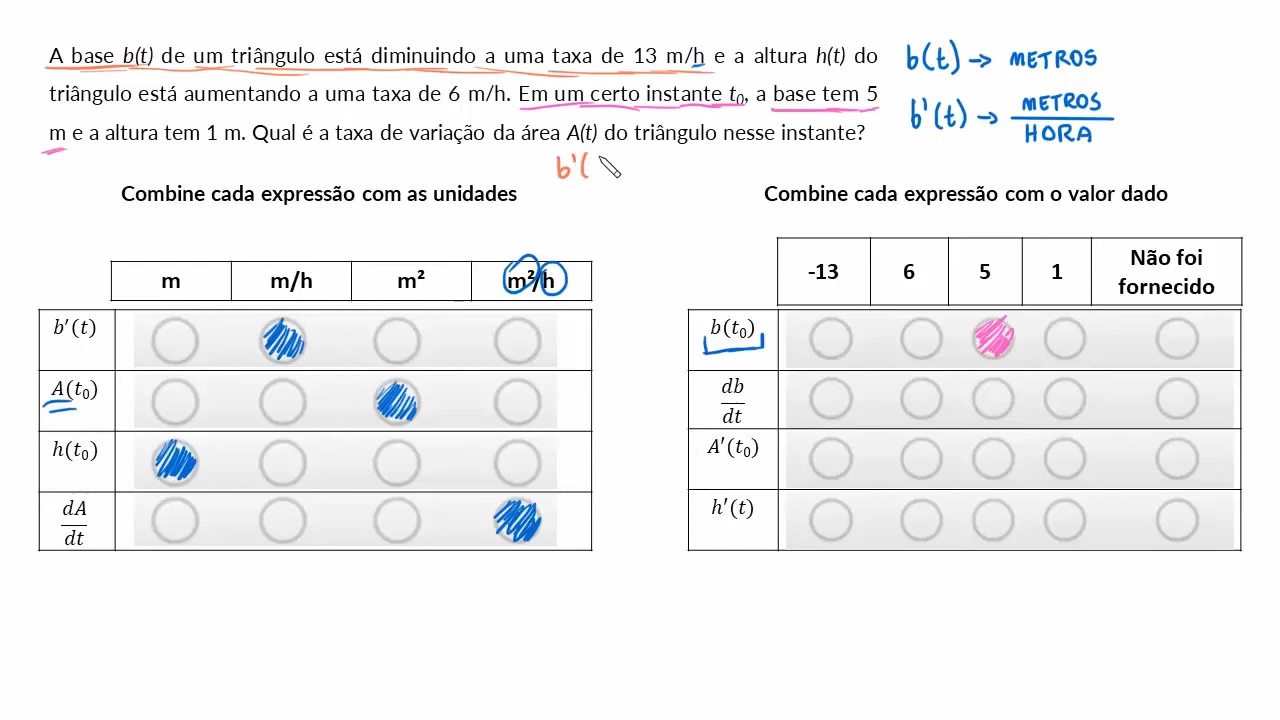 A base b(t) de um triângulo está diminuindo a uma taxa de 13 m/h e a altura h(t) do
triângulo está aumentando a uma taxa de 6 m/h. Em um certo instante t₀, a base tem 5
m e a altura tem 1 m. Qual é a taxa de variação da área A(t) do triângulo nesse instante?
b(t) → METROS
b'(t) → METROS
HORA
b'(
Combine cada expressão com as unidades
m m/h m² m²/h
b′(t)
A(t₀)
h(t₀)
dA
dt
Combine cada expressão com o valor dado
-13 6 5 1 Não foi
fornecido
b(t₀)
db
dt
A′(t₀)
h′(t)